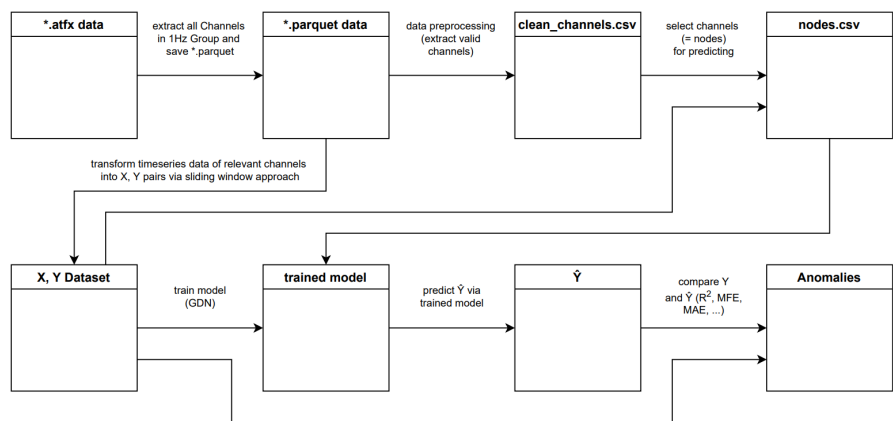 *.atfx data
extract all Channels
in 1Hz Group and
save *.parquet
*.parquet data
data preprocessing
(extract valid
channels)
clean_channels.csv
select channels
(= nodes)
for predicting
nodes.csv
transform timeseries data of relevant channels
into X, Y pairs via sliding window approach
X, Y Dataset
train model
(GDN)
trained model
predict Ŷ via
trained model
Ŷ
compare Y
and Ŷ (R², MFE,
MAE, ...)
Anomalies